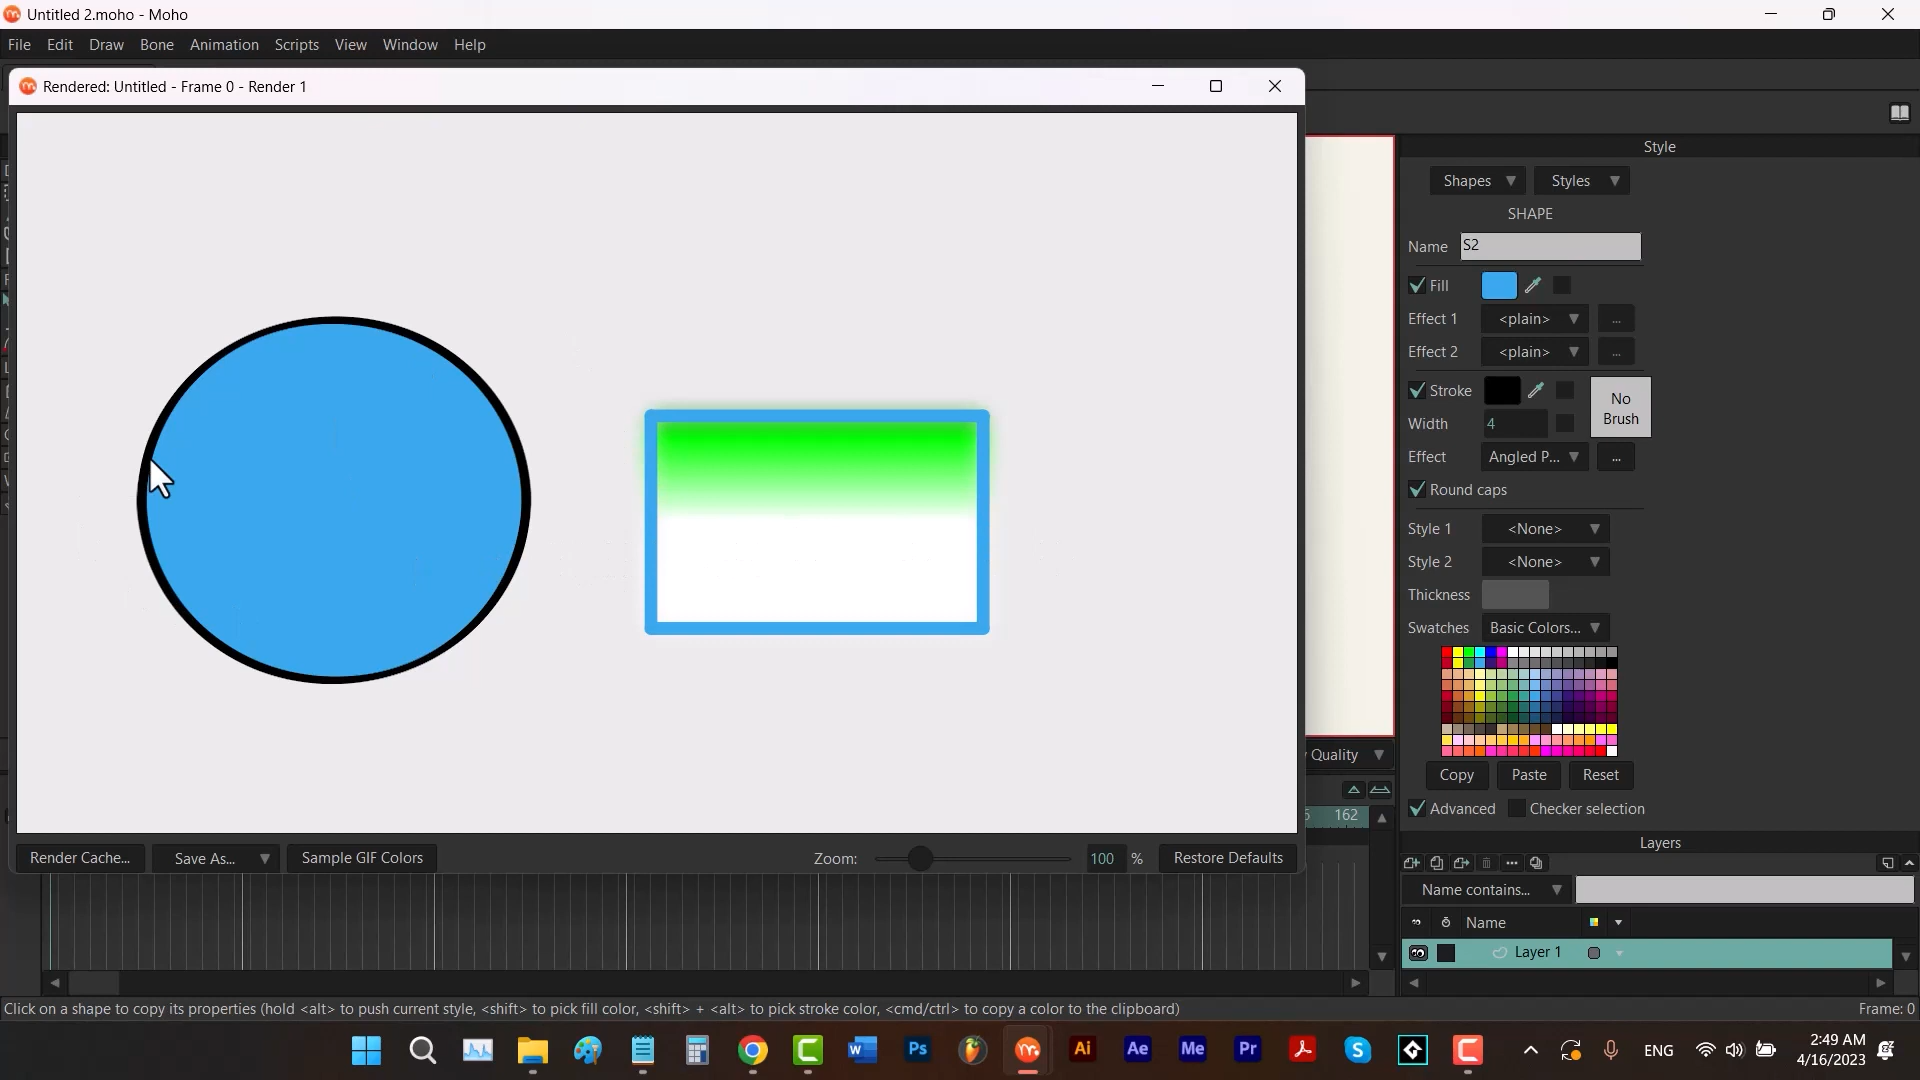 Untitled 2.moho - Moho
File Edit Draw Bone Animation Scripts View Window Help
Rendered: Untitled - Frame 0 - Render 1
Style
Shapes Styles
SHAPE
Name S2
Fill
Effect 1 <plain> ...
Effect 2 <plain> ...
Stroke
No
Brush
Width 4
Effect Angled P... ...
Round caps
Style 1 <None>
Style 2 <None>
Thickness
Swatches Basic Colors...
Quality
Copy Paste Reset
Advanced Checker selection
162
Layers
Render Cache... Save As... Sample GIF Colors Zoom: 100 % Restore Defaults
Name contains...
Name
Layer 1
Click on a shape to copy its properties (hold <alt> to push current style, <shift> to pick fill color, <shift> + <alt> to pick stroke color, <cmd/ctrl> to copy a color to the clipboard)
Frame: 0
W Ps Ai Ae Me Pr S
ENG
2:49 AM
4/16/2023